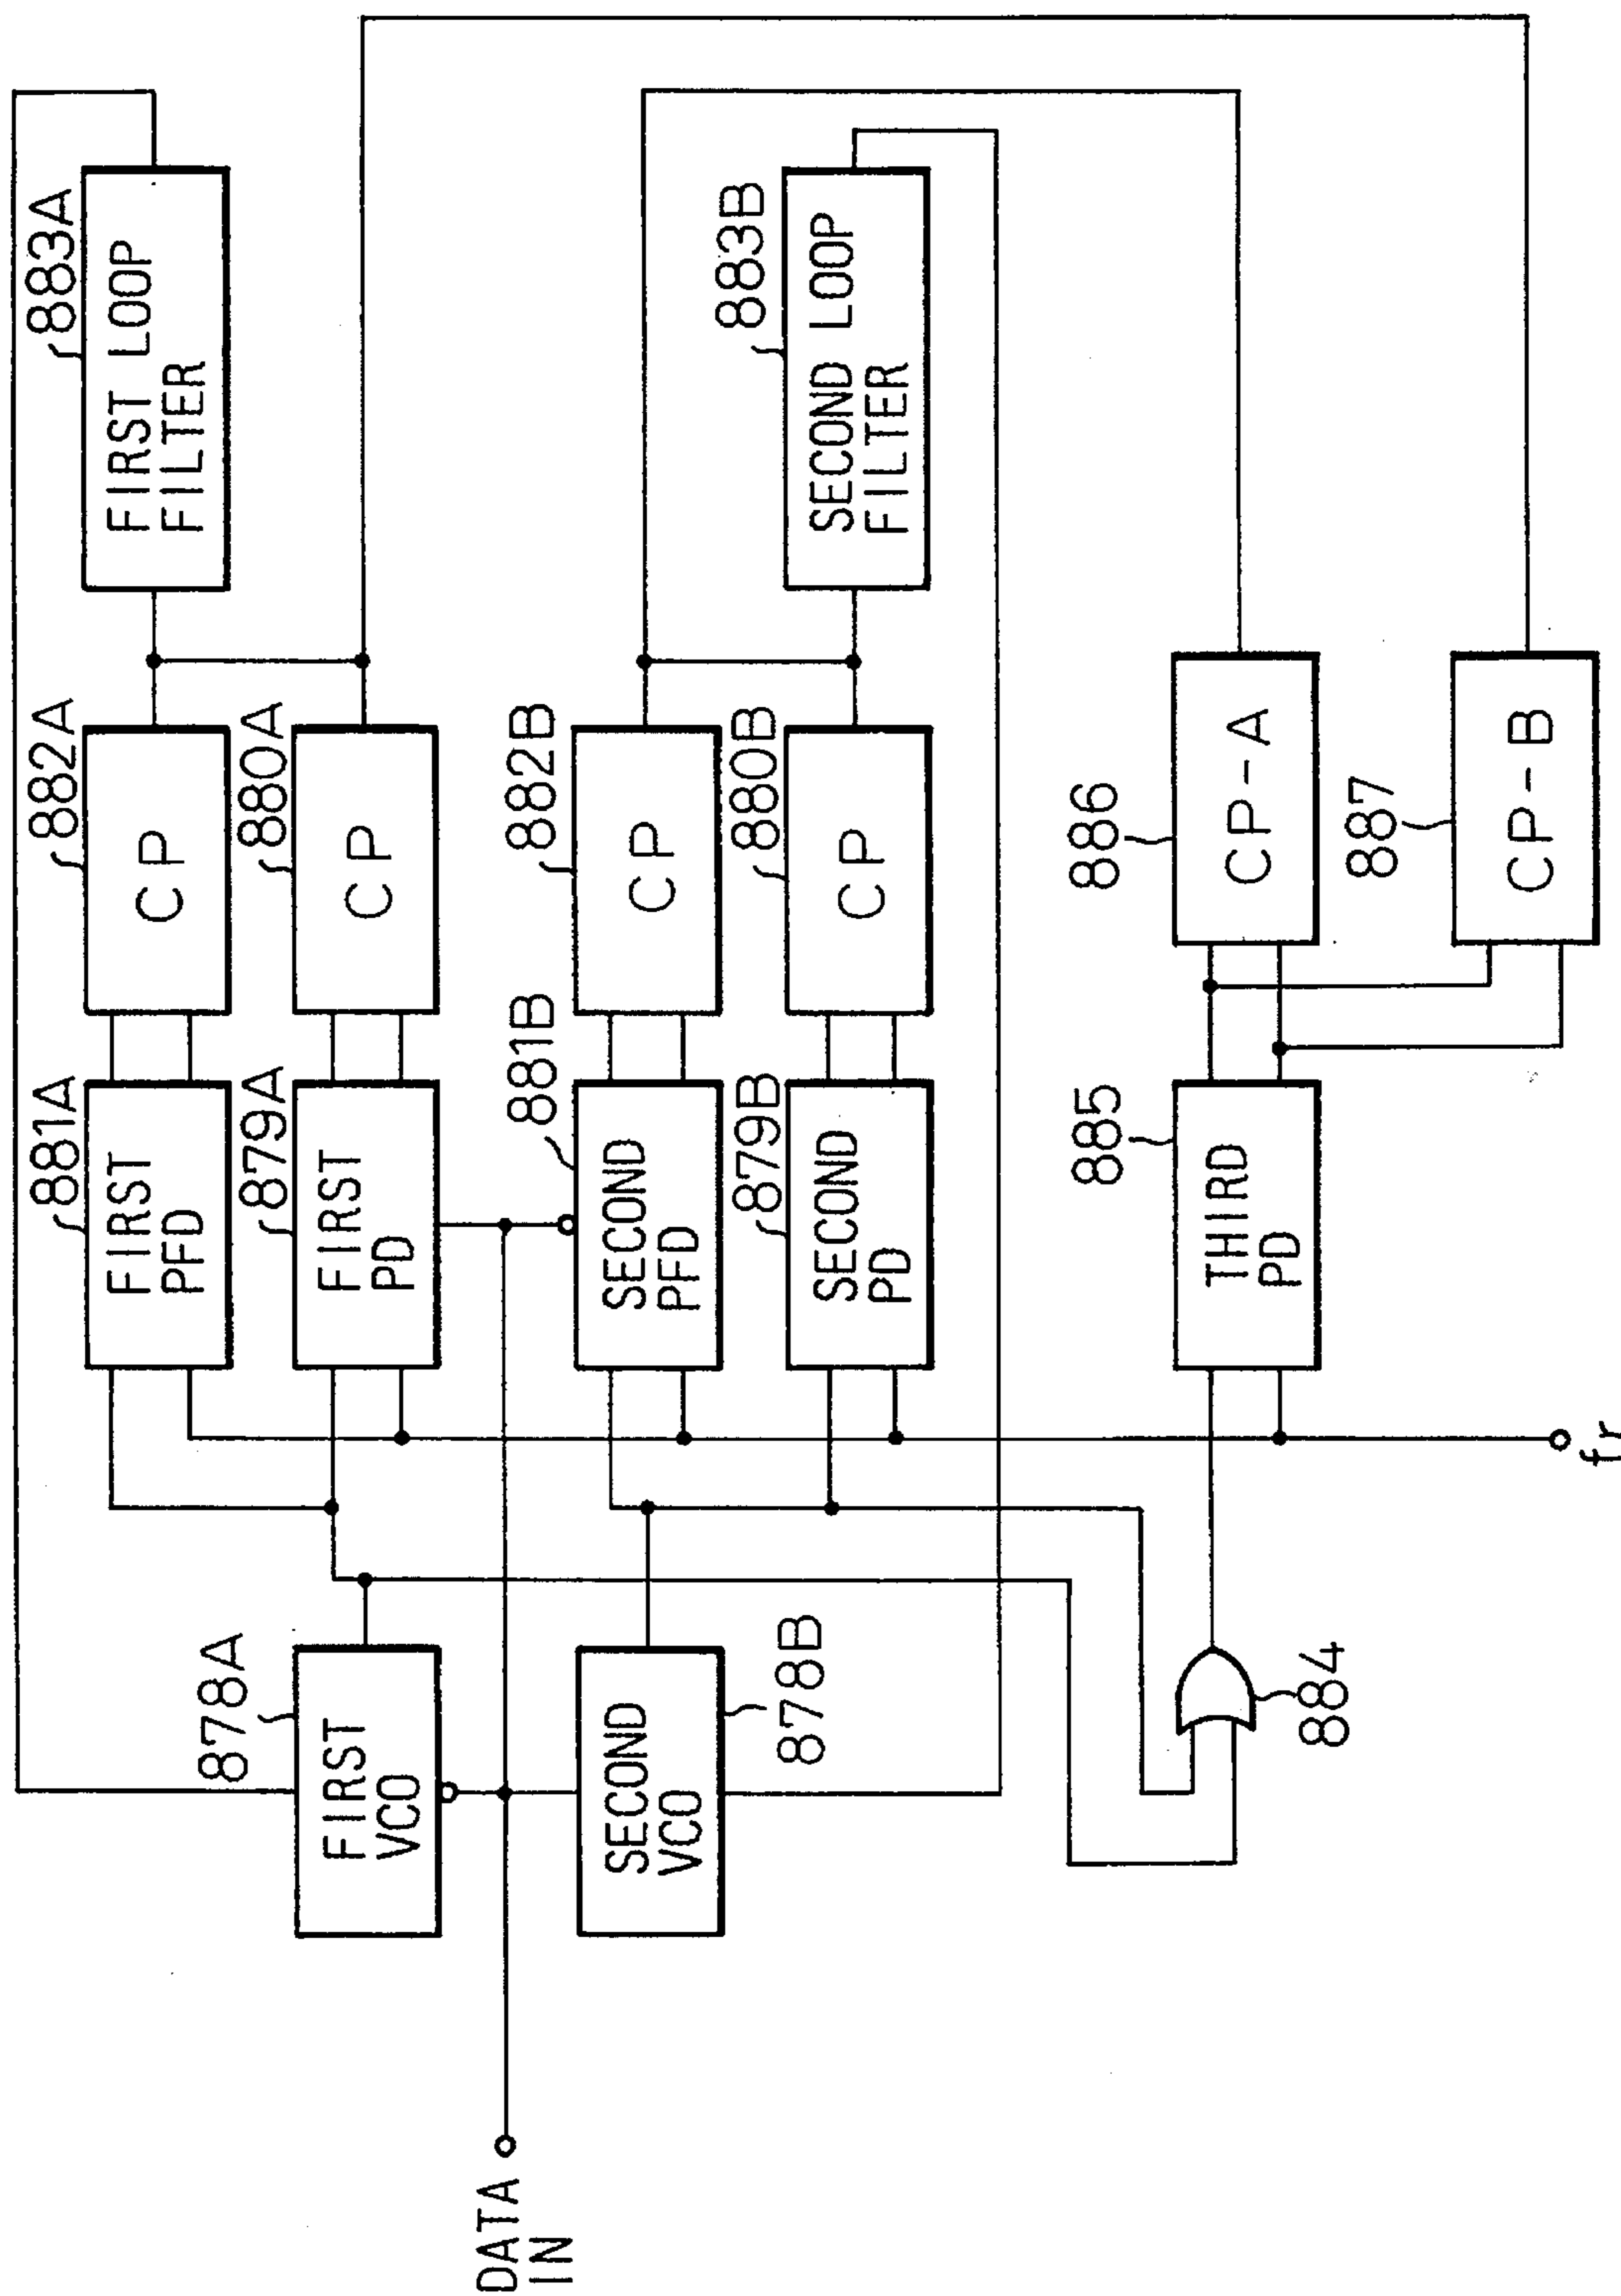 883A
FIRST LOOP
FILTER
882A
CP
880A
CP
881A
FIRST
PFD
879A
FIRST
PD
878A
FIRST
VCO
883B
SECOND LOOP
FILTER
882B
CP
880B
CP
881B
SECOND
PFD
879B
SECOND
PD
878B
SECOND
VCO
DATA
IN
886
CP-A
887
CP-B
885
THIRD
PD
884
fr